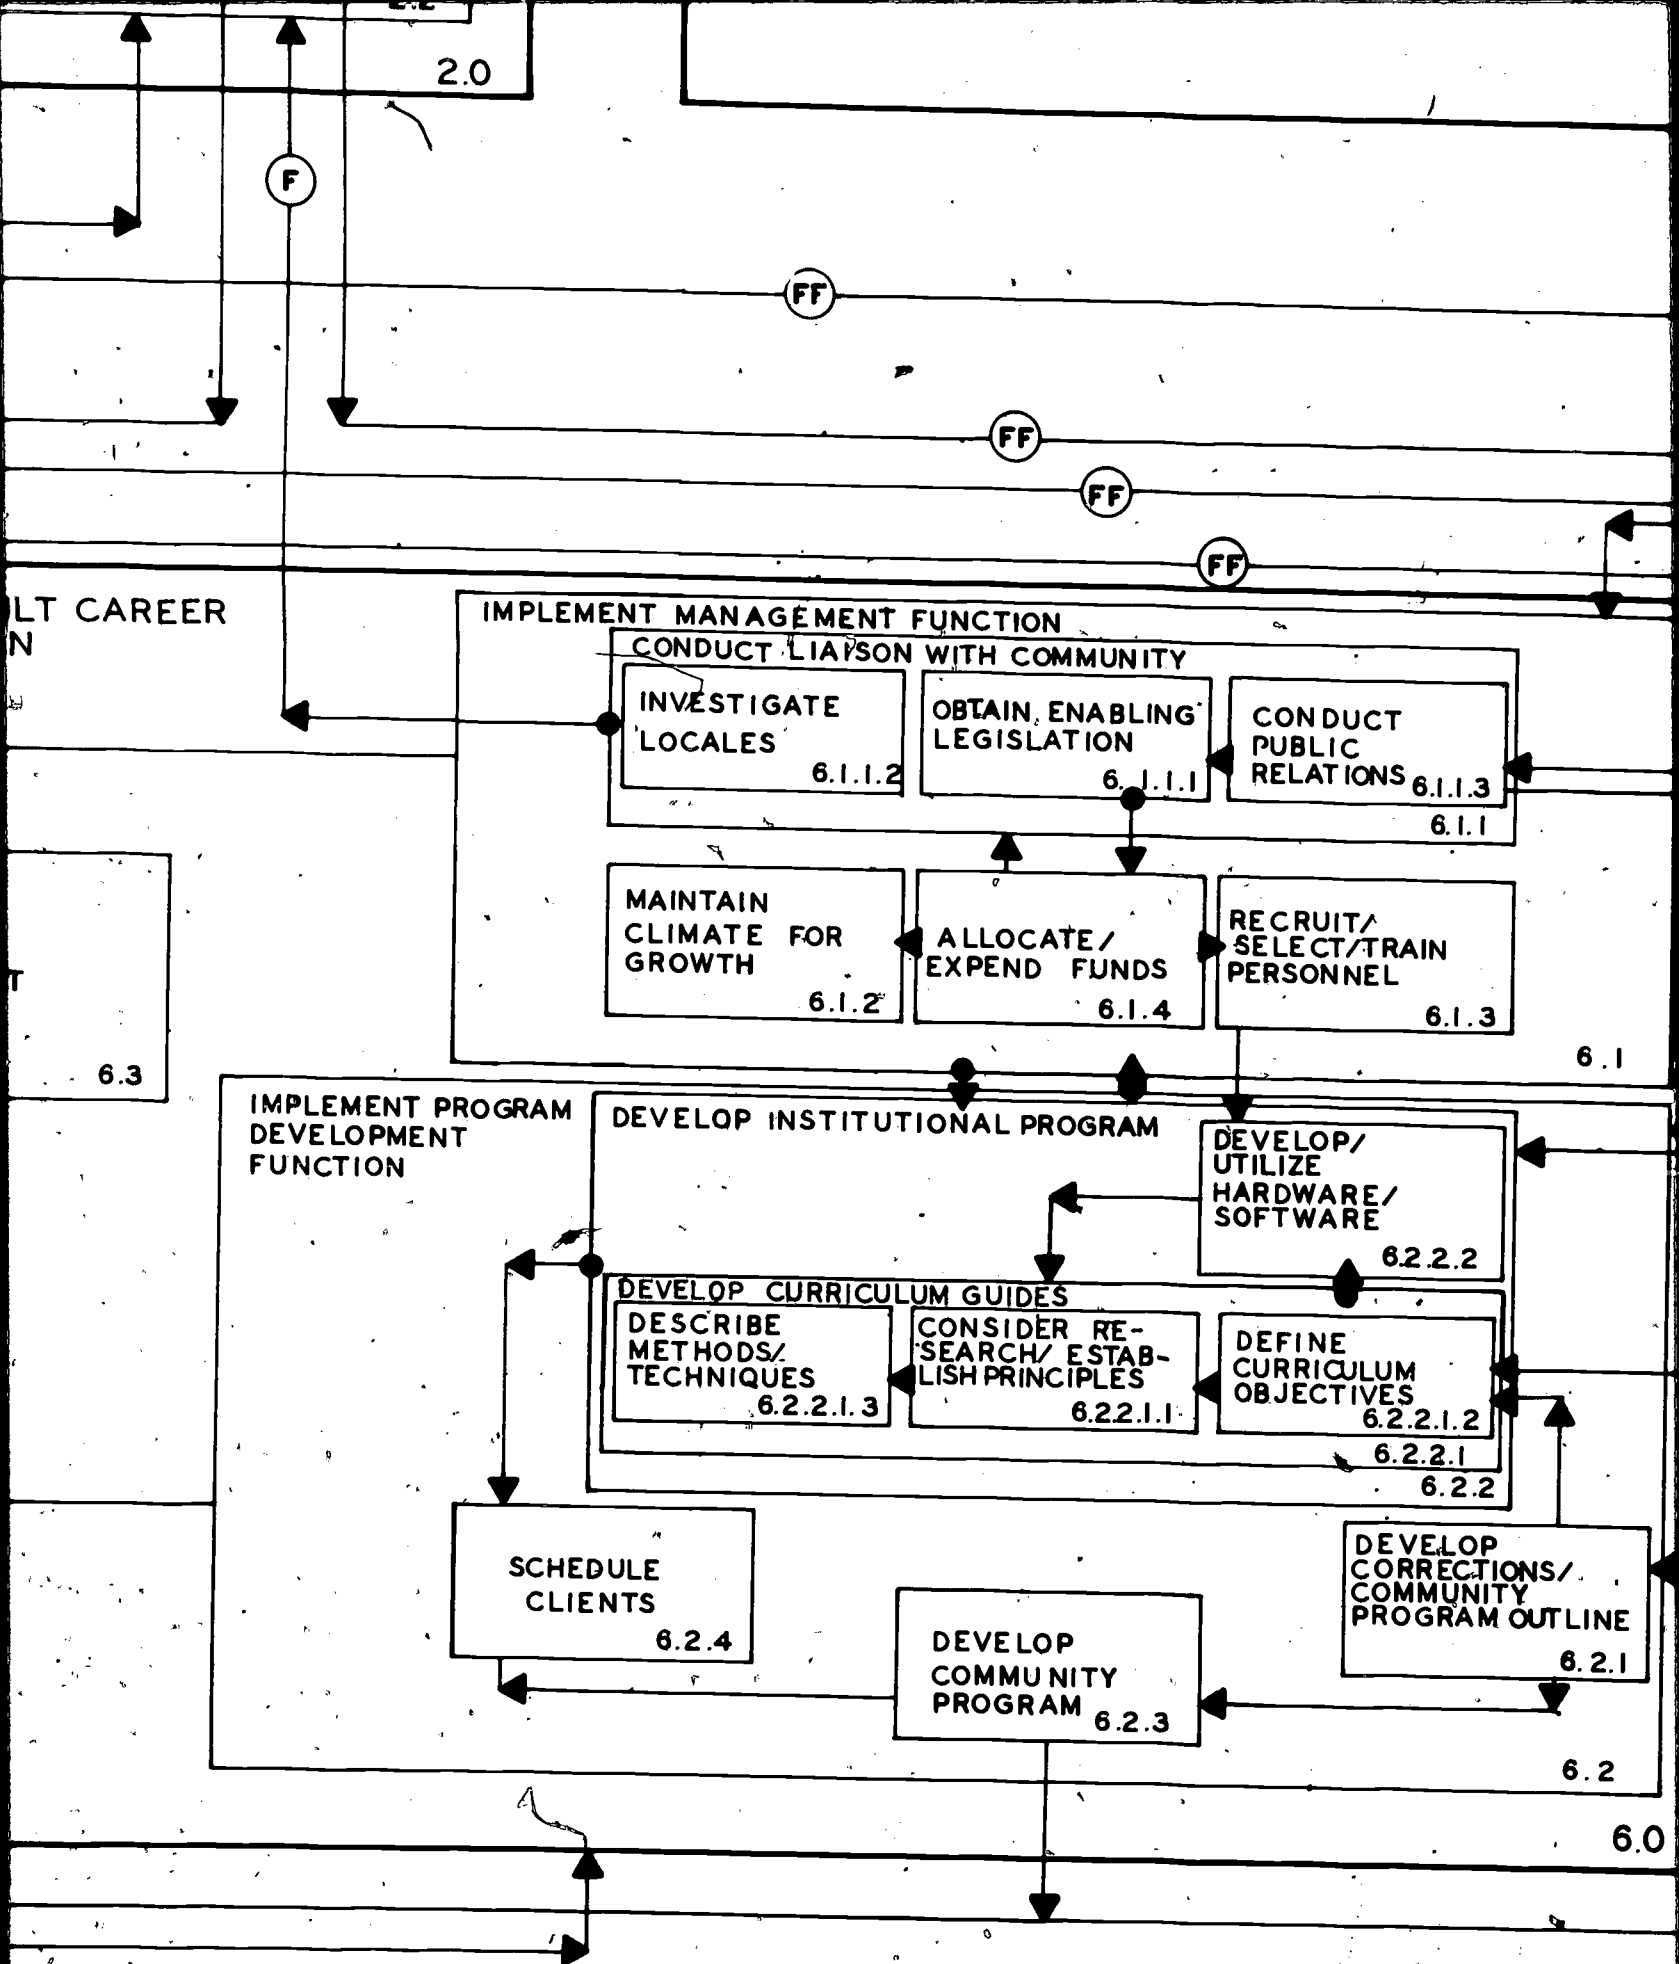 2.0
F
FF
FF
FF
FF
LT CAREER
N
IMPLEMENT MANAGEMENT FUNCTION
CONDUCT LIAISON WITH COMMUNITY
INVESTIGATE
LOCALES
6.1.1.2
OBTAIN ENABLING
LEGISLATION
6.1.1.1
CONDUCT
PUBLIC
RELATIONS
6.1.1.3
6.1.1
MAINTAIN
CLIMATE FOR
GROWTH
6.1.2
ALLOCATE/
EXPEND FUNDS
6.1.4
RECRUIT/
SELECT/TRAIN
PERSONNEL
6.1.3
6.1
T
6.3
IMPLEMENT PROGRAM
DEVELOPMENT
FUNCTION
DEVELOP INSTITUTIONAL PROGRAM
DEVELOP/
UTILIZE
HARDWARE/
SOFTWARE
6.2.2.2
DEVELOP CURRICULUM GUIDES
DESCRIBE
METHODS/
TECHNIQUES
6.2.2.1.3
CONSIDER RE-
SEARCH/ ESTAB-
LISH PRINCIPLES
6.2.2.1.1
DEFINE
CURRICULUM
OBJECTIVES
6.2.2.1.2
6.2.2.1
6.2.2
SCHEDULE
CLIENTS
6.2.4
DEVELOP
COMMUNITY
PROGRAM
6.2.3
DEVELOP
CORRECTIONS/
COMMUNITY
PROGRAM OUTLINE
6.2.1
6.2
6.0